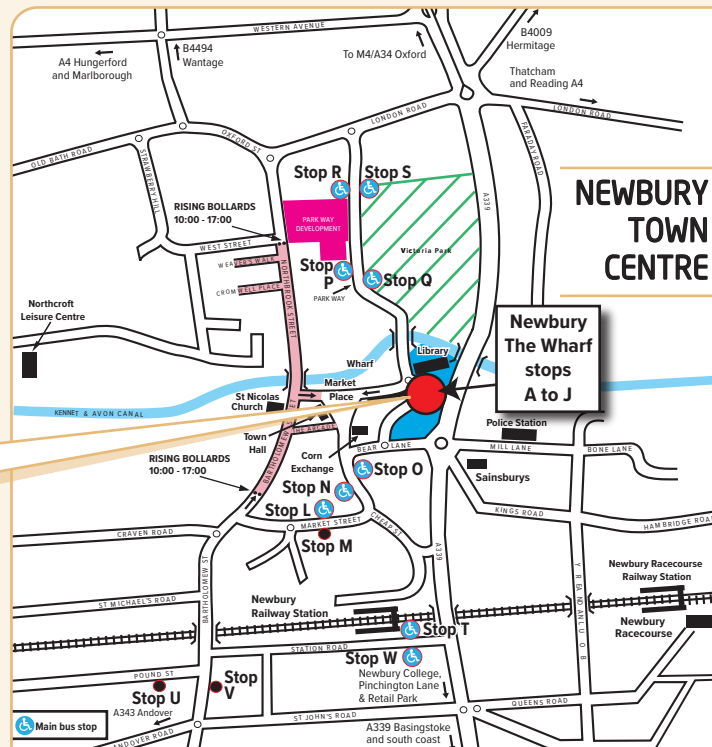 WESTERN AVENUE
B4494
Wantage
A4 Hungerford
and Marlborough
To M4/A34 Oxford
B4009
Hermitage
Thatcham
and Reading A4
LONDON ROAD
LONDON ROAD
OXFORD ST
OLD BATH ROAD
STRAWBERRY HILL
FARADAY ROAD
A339
Stop R
Stop S
NEWBURY
TOWN
CENTRE
RISING BOLLARDS
10:00 - 17:00
PARK WAY
DEVELOPMENT
WEST STREET
WEAVER'S WALK
CROMWELL PLACE
NORTHBROOK STREET
Victoria Park
Stop
P
Stop Q
PARK WAY
Northcroft
Leisure Centre
Newbury
The Wharf
stops
A to J
Library
Wharf
Market
Place
St Nicolas
Church
KENNET & AVON CANAL
THE ARCADE
Town
Hall
Corn
Exchange
BEAR LANE
Police Station
MILL LANE
BONE LANE
Sainsburys
RISING BOLLARDS
10:00 - 17:00
BARTHOLOMEW STREET
Stop O
Stop N
Stop L
MARKET STREET
CHEAP ST
Stop M
KINGS ROAD
HAMBRIDGE ROAD
CRAVEN ROAD
A339
BARTHOLOMEW ST
ST MICHAEL'S ROAD
Newbury
Railway Station
Newbury Racecourse
Railway Station
Newbury
Racecourse
STATION ROAD
Stop T
Stop W
Newbury College,
Pinchington Lane
& Retail Park
POUND ST
Stop U
Stop
V
A343 Andover
ANDOVER ROAD
ST JOHN'S ROAD
QUEENS ROAD
A339 Basingstoke
and south coast
Main bus stop